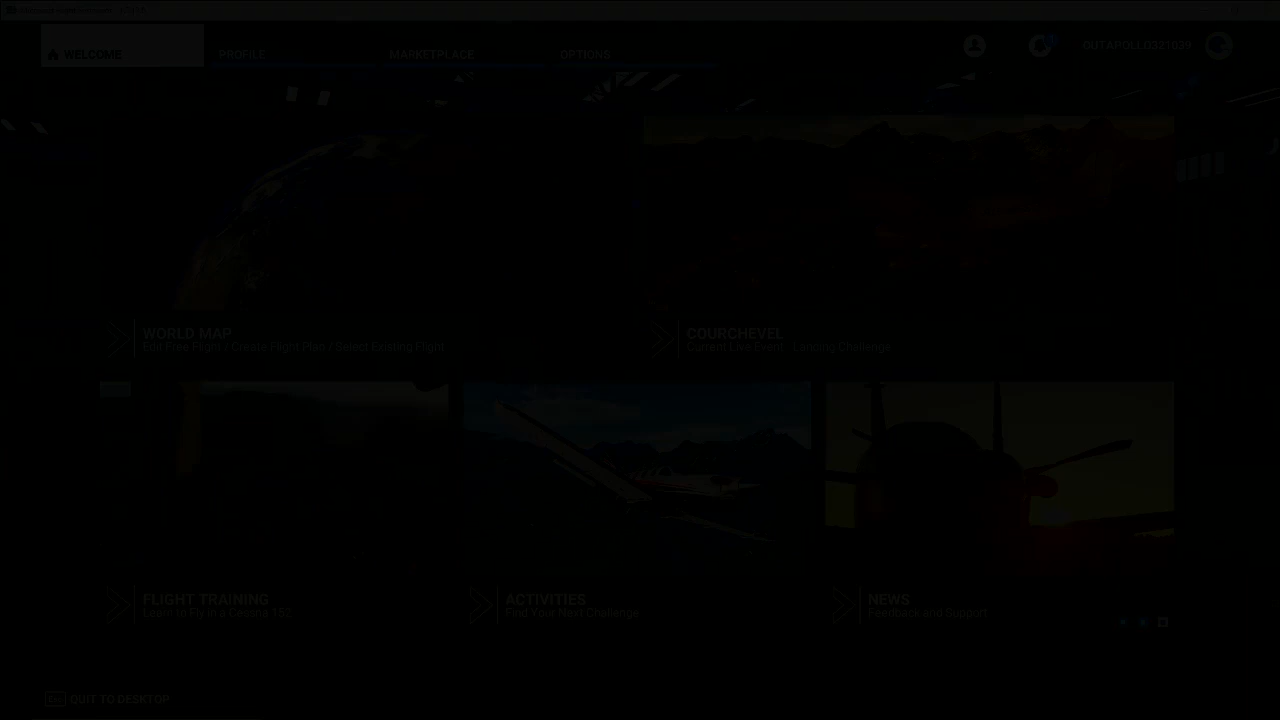 WELCOME
PROFILE
MARKETPLACE
OPTIONS
OUTAPOLLO321039
WORLD MAP
Edit Free Flight / Create Flight Plan / Select Existing Flight
COURCHEVEL
Current Live Event: Landing Challenge
FLIGHT TRAINING
Learn to Fly in a Cessna 152
ACTIVITIES
Find Your Next Challenge
NEWS
Feedback and Support
QUIT TO DESKTOP